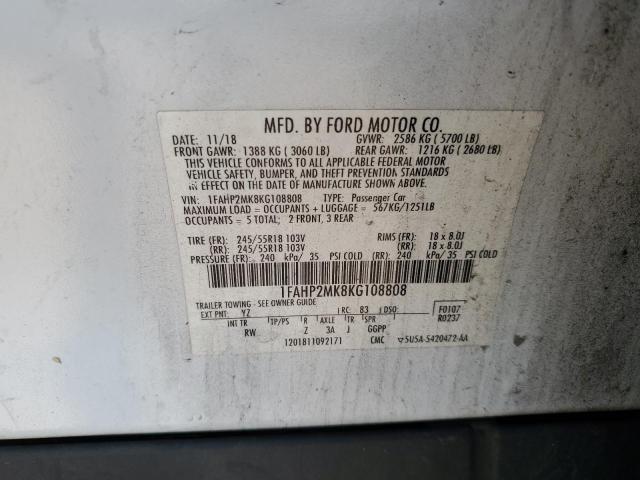 MFD. BY FORD MOTOR CO.
DATE: 11/18 GVWR: 2586 KG ( 5700 LB)
FRONT GAWR: 1388 KG ( 3060 LB) REAR GAWR: 1216 KG ( 2680 LB)
THIS VEHICLE CONFORMS TO ALL APPLICABLE FEDERAL MOTOR
VEHICLE SAFETY, BUMPER, AND THEFT PREVENTION STANDARDS
IN EFFECT ON THE DATE OF MANUFACTURE SHOWN ABOVE.
VIN: 1FAHP2MK8KG108808 TYPE: Passenger Car
MAXIMUM LOAD = OCCUPANTS + LUGGAGE = 567KG/1251LB
OCCUPANTS = 5 TOTAL; 2 FRONT, 3 REAR
TIRE (FR): 245/55R18 103V RIMS (FR): 18 x 8.0J
(RR): 245/55R18 103V (RR): 18 x 8.0J
PRESSURE (FR): 240 kPa/ 35 PSI COLD (RR): 240 kPa/ 35 PSI COLD
1FAHP2MK8KG108808
TRAILER TOWING - SEE OWNER GUIDE
EXT PNT: YZ RC: 83 DSO: F0107
R0237
INT TR TP/PS R AXLE TR SPR
RW Z 3A J GGPP
1201811092171 CMC 5U5A-5420472-AA